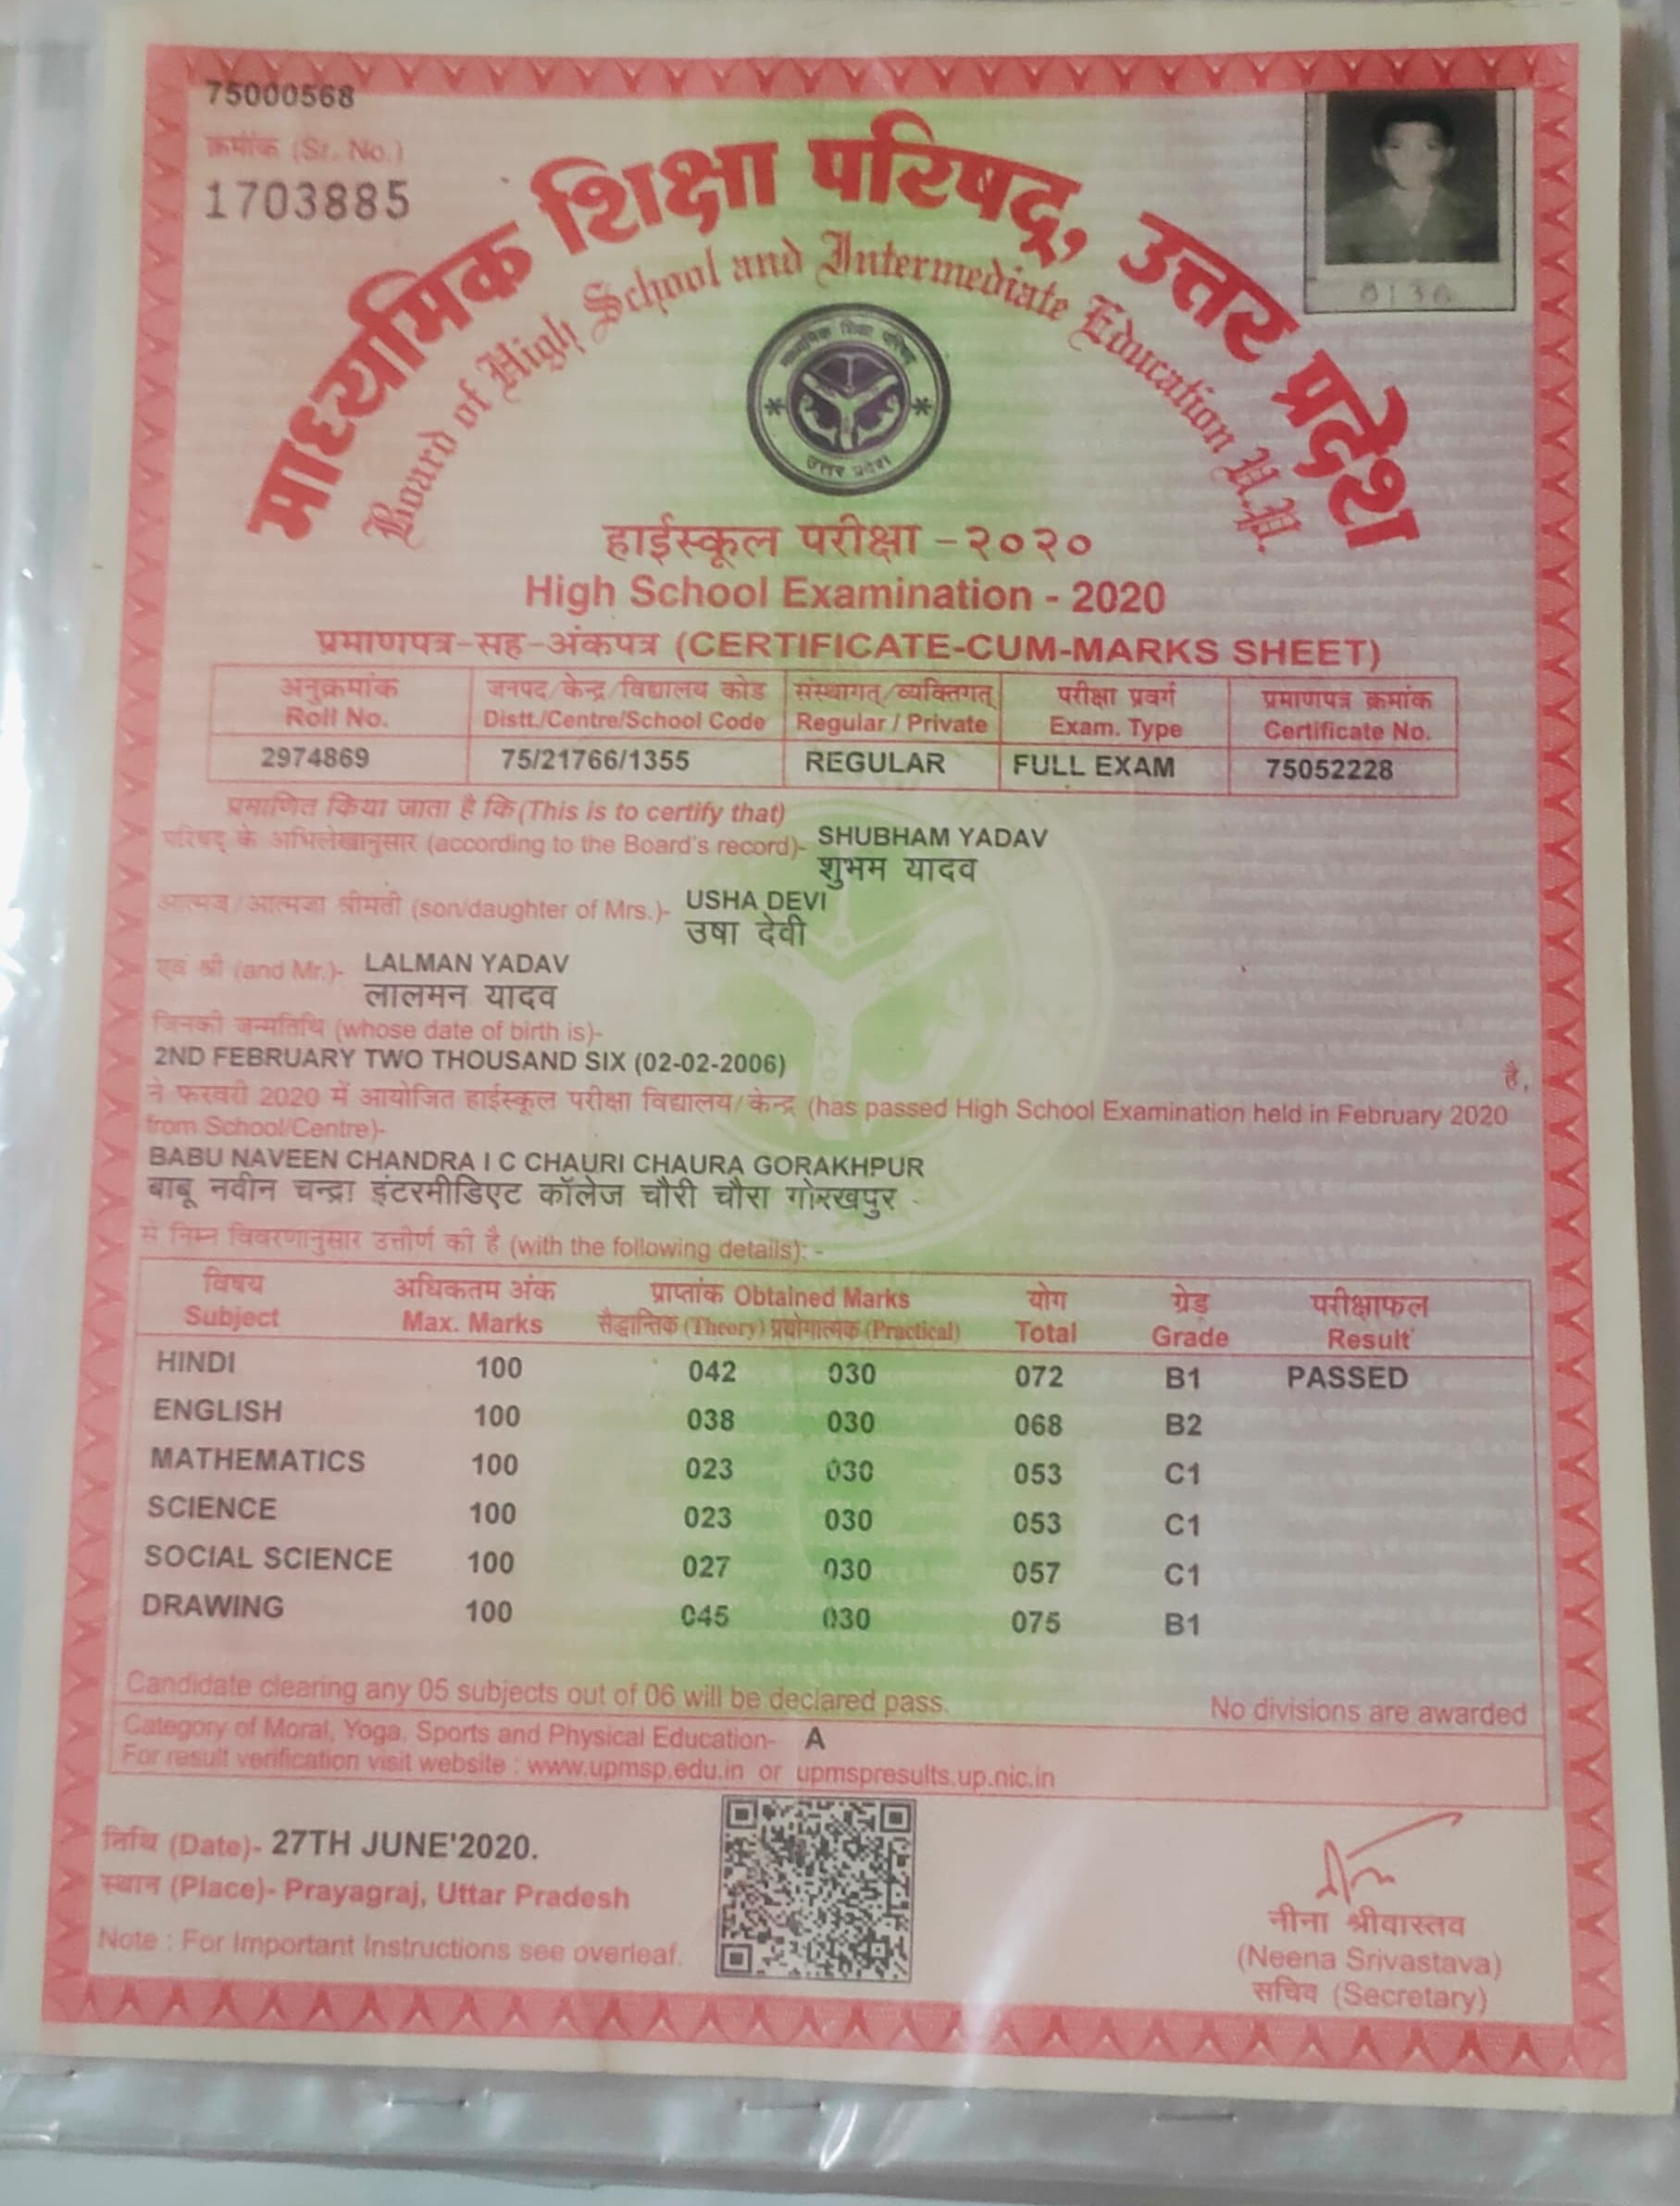 75000568
क्रमांक (Sr. No.)
1703885
माध्यमिक शिक्षा परिषद्, उत्तर प्रदेश
Board of High School and Intermediate Education U.P.
माध्यमिक शिक्षा परिषद
उत्तर प्रदेश
हाईस्कूल परीक्षा - २०२०
High School Examination - 2020
प्रमाणपत्र-सह-अंकपत्र (CERTIFICATE-CUM-MARKS SHEET)
अनुक्रमांक जनपद/केन्द्र/विद्यालय कोड संस्थागत्/व्यक्तिगत् परीक्षा प्रवर्ग प्रमाणपत्र क्रमांक
Roll No. Distt./Centre/School Code Regular / Private Exam. Type Certificate No.
2974869 75/21766/1355 REGULAR FULL EXAM 75052228
प्रमाणित किया जाता है कि (This is to certify that)
परिषद् के अभिलेखानुसार (according to the Board's record)- SHUBHAM YADAV
शुभम यादव
आत्मज/आत्मजा श्रीमती (son/daughter of Mrs.)- USHA DEVI
उषा देवी
एवं श्री (and Mr.)- LALMAN YADAV
लालमन यादव
जिनकी जन्मतिथि (whose date of birth is)-
2ND FEBRUARY TWO THOUSAND SIX (02-02-2006) है,
ने फरवरी 2020 में आयोजित हाईस्कूल परीक्षा विद्यालय/केन्द्र (has passed High School Examination held in February 2020
from School/Centre)-
BABU NAVEEN CHANDRA I C CHAURI CHAURA GORAKHPUR
बाबू नवीन चन्द्रा इंटरमीडिएट कॉलेज चौरी चौरा गोरखपुर
से निम्न विवरणानुसार उत्तीर्ण की है (with the following details): -
विषय अधिकतम अंक प्राप्तांक Obtained Marks योग ग्रेड परीक्षाफल
Subject Max. Marks सैद्धान्तिक (Theory) प्रयोगात्मक (Practical) Total Grade Result
HINDI 100 042 030 072 B1 PASSED
ENGLISH 100 038 030 068 B2
MATHEMATICS 100 023 030 053 C1
SCIENCE 100 023 030 053 C1
SOCIAL SCIENCE 100 027 030 057 C1
DRAWING 100 045 030 075 B1
Candidate clearing any 05 subjects out of 06 will be declared pass. No divisions are awarded
Category of Moral, Yoga, Sports and Physical Education- A
For result verification visit website : www.upmsp.edu.in or upmspresults.up.nic.in
तिथि (Date)- 27TH JUNE'2020.
स्थान (Place)- Prayagraj, Uttar Pradesh
Note : For Important Instructions see overleaf.
नीना श्रीवास्तव
(Neena Srivastava)
सचिव (Secretary)